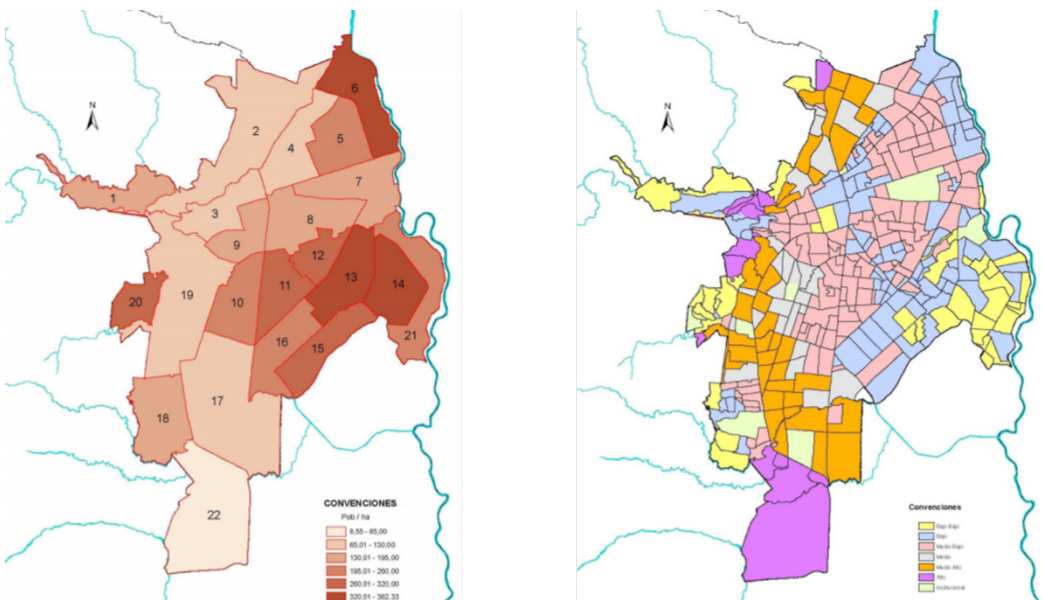 N
6
2
4
5
7
1
3
8
9
12
13
14
11
19
20
10
21
16
15
17
18
22
CONVENCIONES
Pob / ha
6,55 - 65,00
65,01 - 130,00
130,01 - 195,00
195,01 - 260,00
260,01 - 320,00
320,01 - 362,33
N
Convenciones
Bajo Bajo
Bajo
Medio Bajo
Medio
Medio Alto
Alto
Institucional